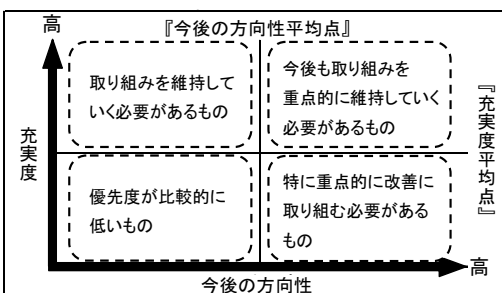 高
『今後の方向性平均点』
取り組みを維持して
いく必要があるもの
今後も取り組みを
重点的に維持していく
必要があるもの
充実度
『充実度平均点』
優先度が比較的に
低いもの
特に重点的に改善に
取り組む必要がある
もの
高
今後の方向性